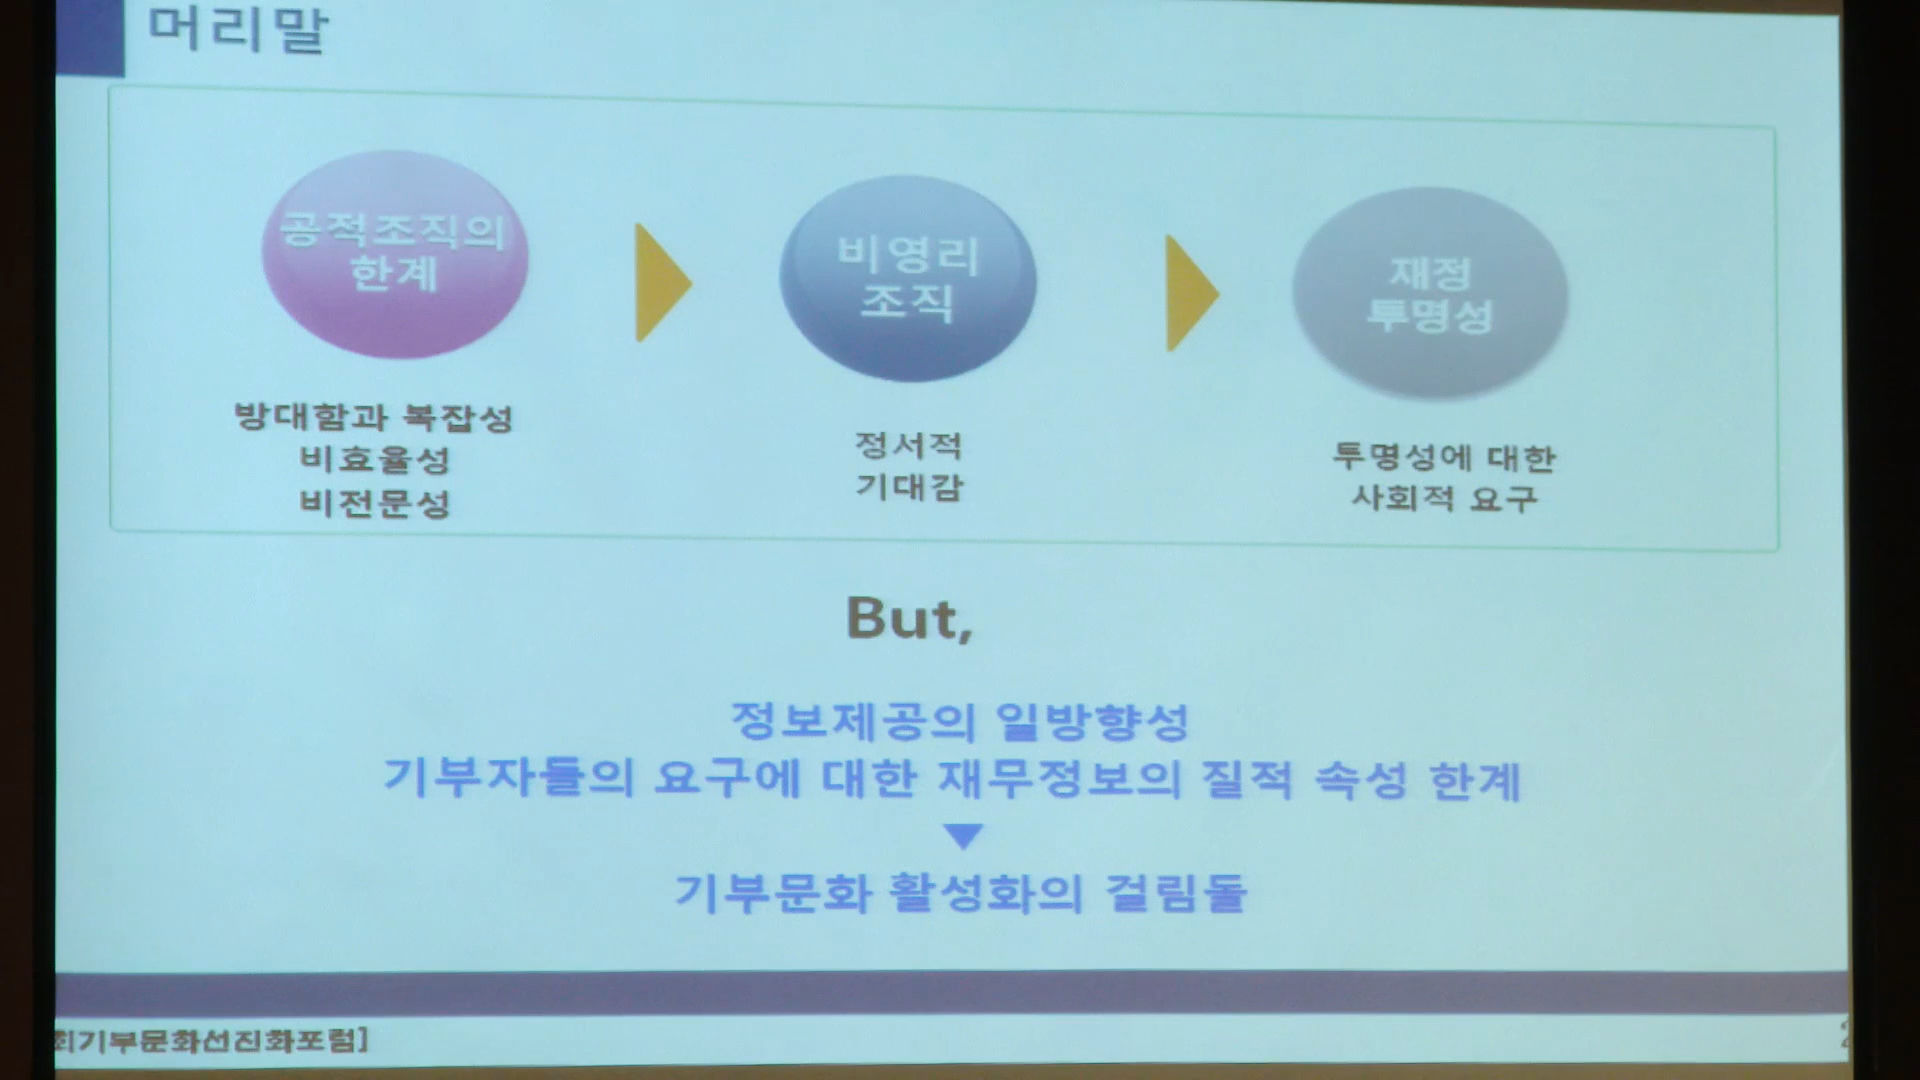 머리말
공적조직의
한계
비영리
조직
재정
투명성
방대함과 복잡성
비효율성
비전문성
정서적
기대감
투명성에 대한
사회적 요구
But,
정보제공의 일방향성
기부자들의 요구에 대한 재무정보의 질적 속성 한계
기부문화 활성화의 걸림돌
기부문화선진화포럼]